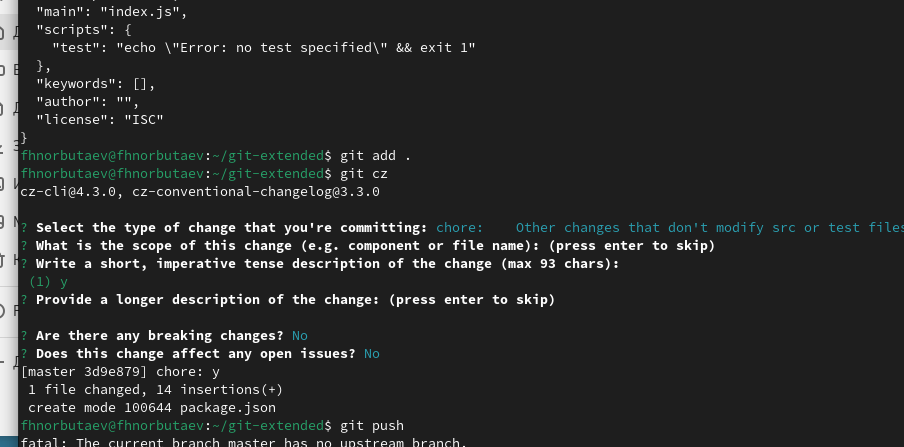 "main": "index.js",
"scripts": {
"test": "echo \"Error: no test specified\" && exit 1"
},
"keywords": [],
"author": "",
"license": "ISC"
}
fhnorbutaev@fhnorbutaev:~/git-extended$ git add .
fhnorbutaev@fhnorbutaev:~/git-extended$ git cz
cz-cli@4.3.0, cz-conventional-changelog@3.3.0
? Select the type of change that you're committing: chore:    Other changes that don't modify src or test files
? What is the scope of this change (e.g. component or file name): (press enter to skip)
? Write a short, imperative tense description of the change (max 93 chars):
(1) y
? Provide a longer description of the change: (press enter to skip)
? Are there any breaking changes? No
? Does this change affect any open issues? No
[master 3d9e879] chore: y
1 file changed, 14 insertions(+)
create mode 100644 package.json
fhnorbutaev@fhnorbutaev:~/git-extended$ git push
fatal: The current branch master has no upstream branch.